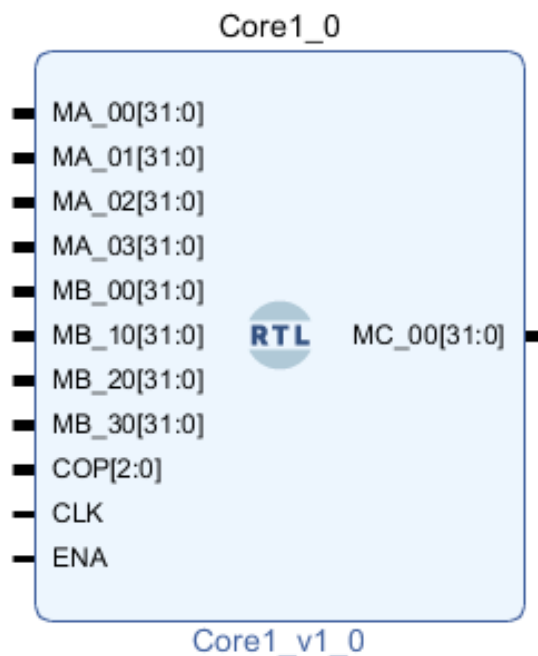 Core1_0
MA_00[31:0]
MA_01[31:0]
MA_02[31:0]
MA_03[31:0]
MB_00[31:0]
MB_10[31:0]
RTL
MC_00[31:0]
MB_20[31:0]
MB_30[31:0]
COP[2:0]
CLK
ENA
Core1_v1_0